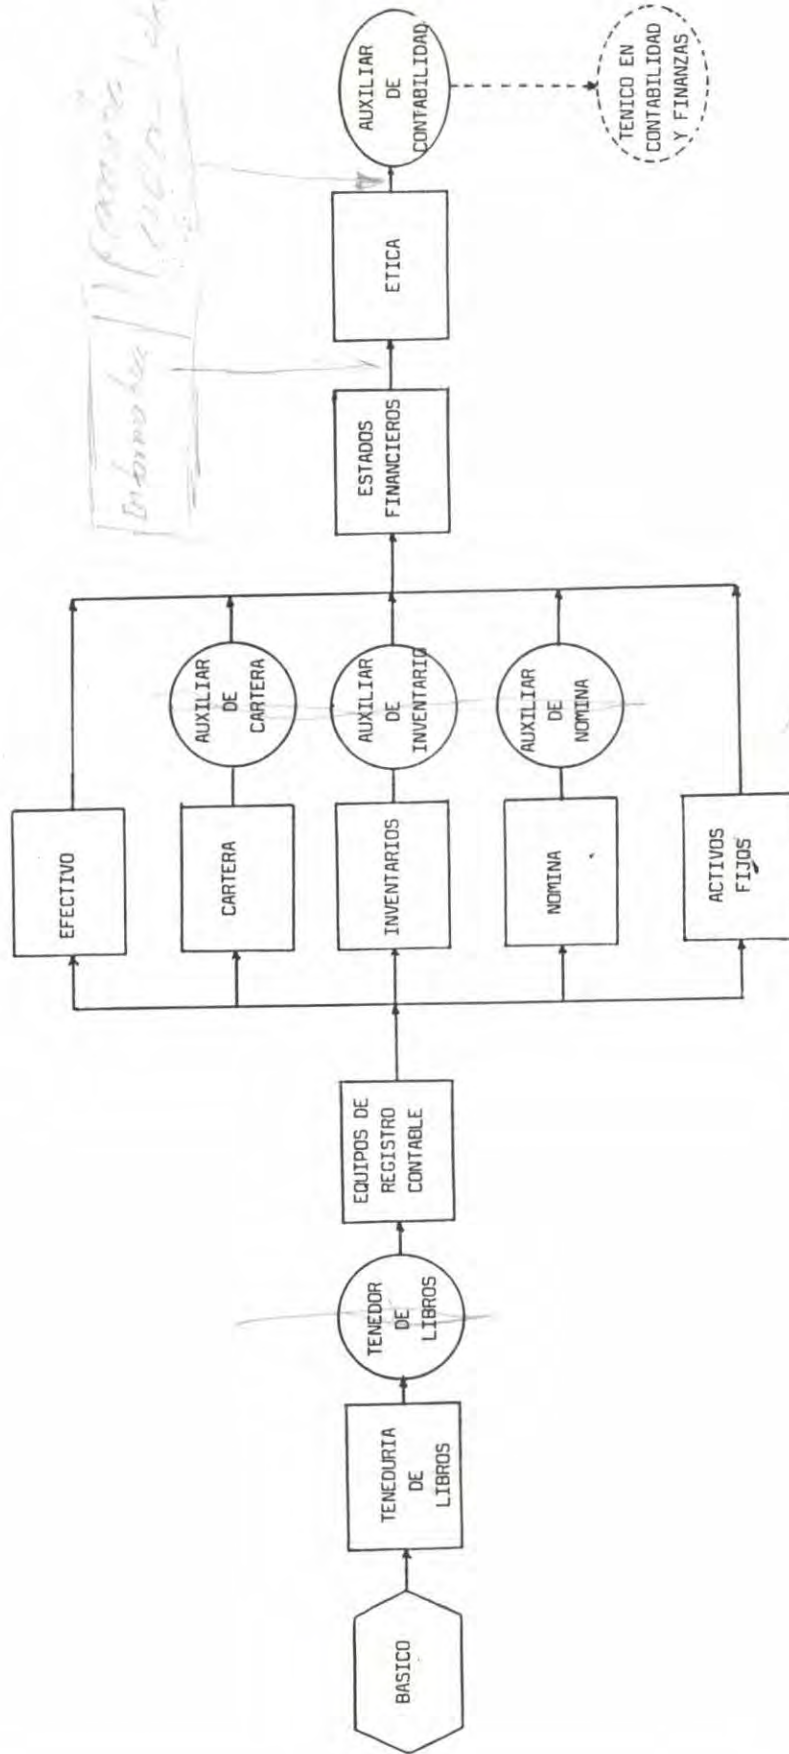 BASICO
TENEDURIA
DE
LIBROS
TENEDOR
DE
LIBROS
EQUIPOS DE
REGISTRO
CONTABLE
EFECTIVO
CARTERA
INVENTARIOS
NOMINA
ACTIVOS
FIJOS
AUXILIAR
DE
CARTERA
AUXILIAR
DE
INVENTARIO
AUXILIAR
DE
NOMINA
ESTADOS
FINANCIEROS
ETICA
AUXILIAR
DE
CONTABILIDAD
TENICO EN
CONTABILIDAD
Y FINANZAS